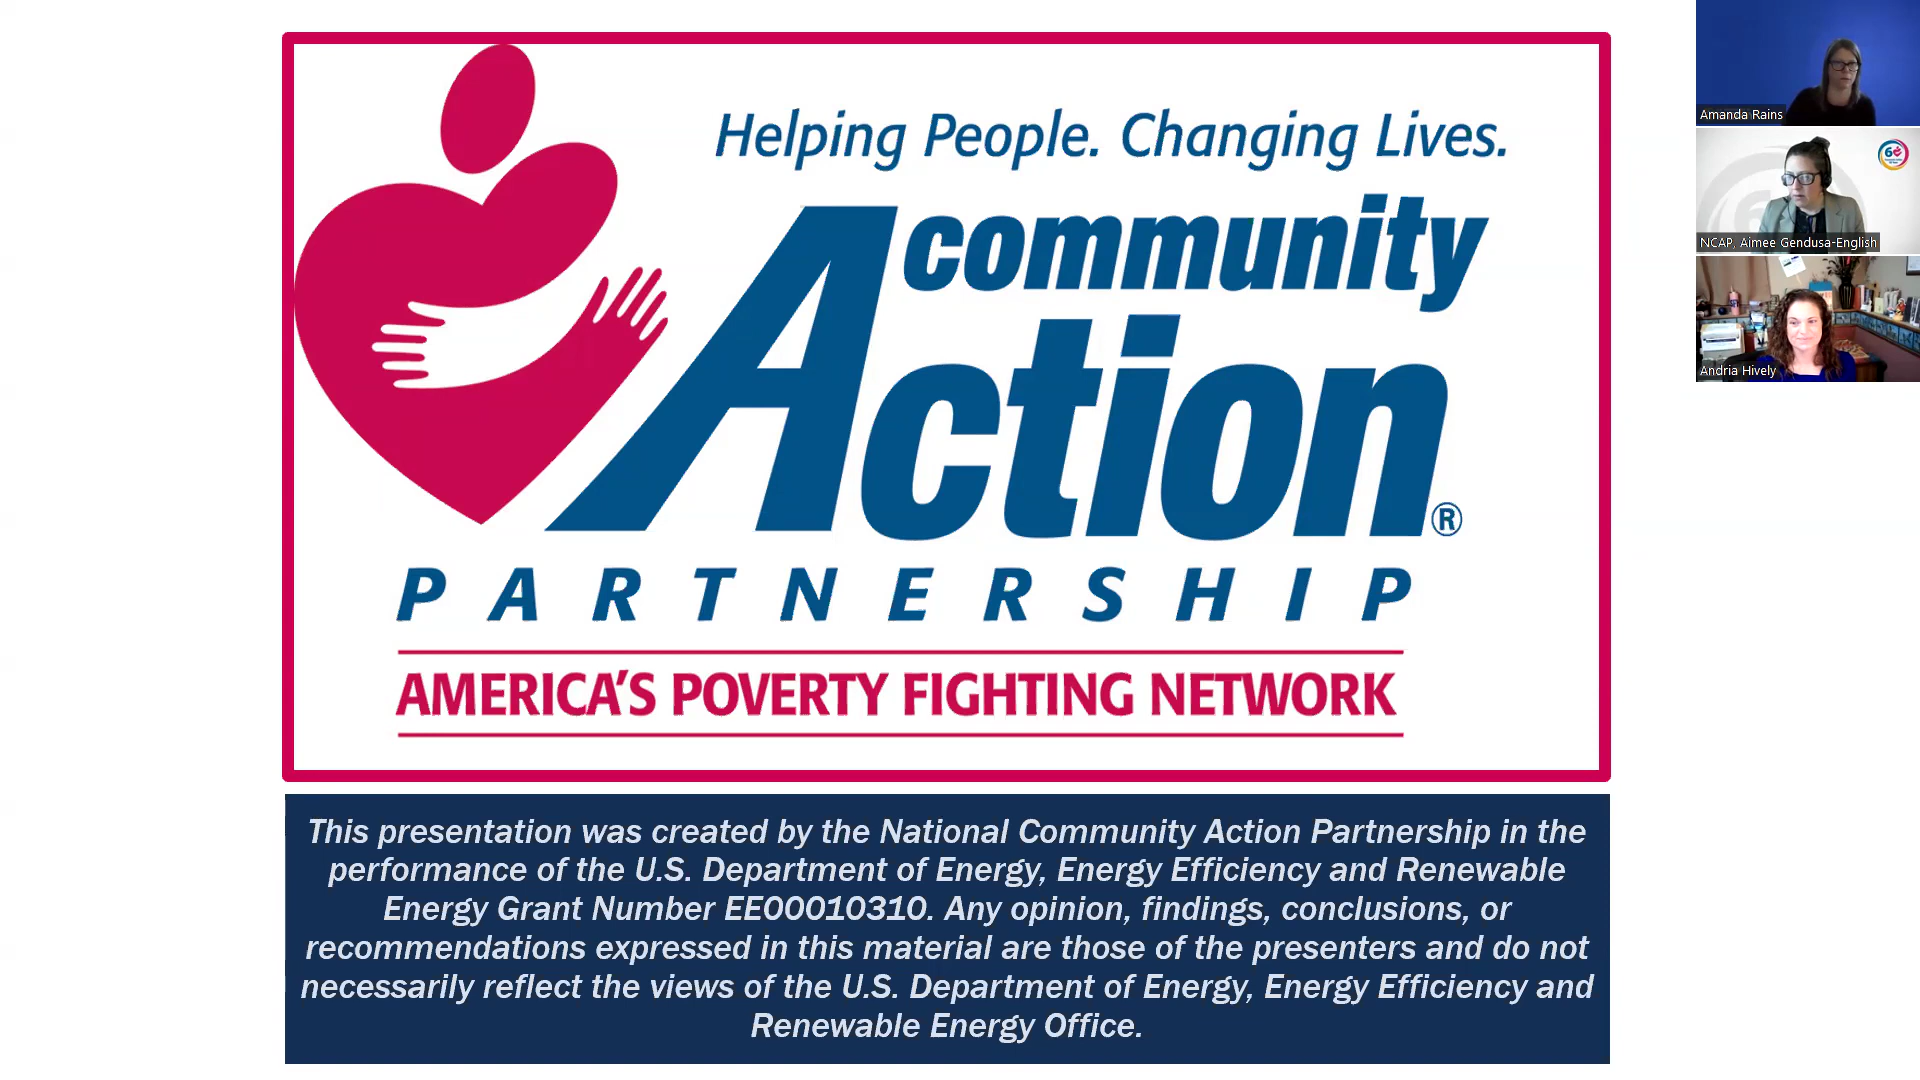 Helping People. Changing Lives.
community
Action®
PARTNERSHIP
AMERICA'S POVERTY FIGHTING NETWORK
This presentation was created by the National Community Action Partnership in the
performance of the U.S. Department of Energy, Energy Efficiency and Renewable
Energy Grant Number EE00010310. Any opinion, findings, conclusions, or
recommendations expressed in this material are those of the presenters and do not
necessarily reflect the views of the U.S. Department of Energy, Energy Efficiency and
Renewable Energy Office.
Amanda Rains
NCAP, Aimee Gendusa-English
Andria Hively